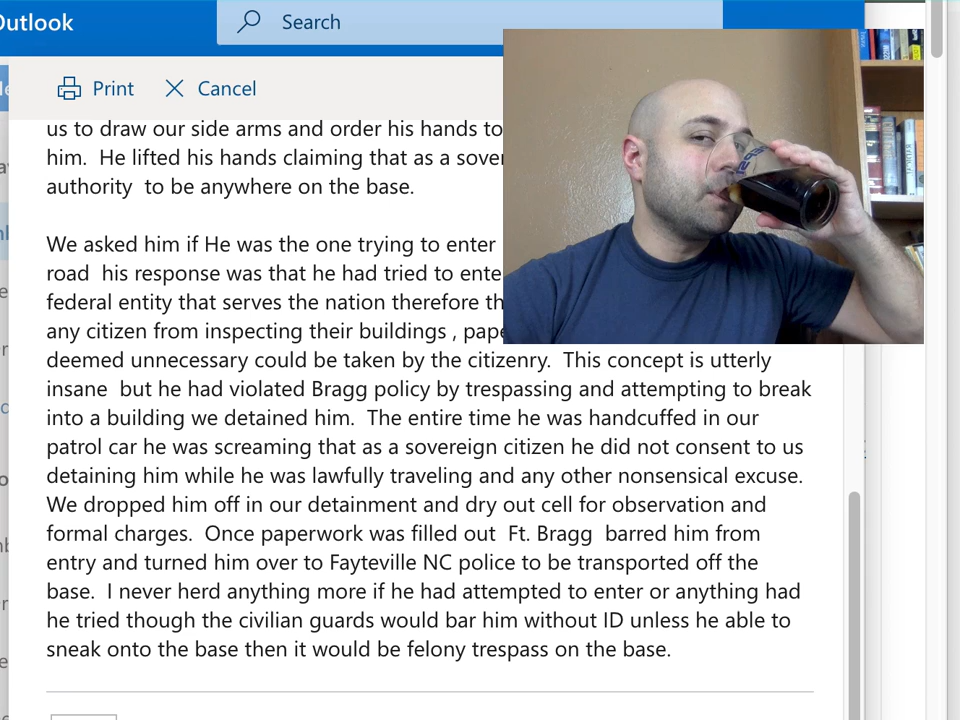 Outlook
Search
Print
Cancel
us to draw our side arms and order his hands to
him.  He lifted his hands claiming that as a
authority  to be anywhere on the base.
We asked him if He was the one trying to enter
road  his response was that he had tried to
federal entity that serves the nation therefore
any citizen from inspecting their buildings ,
deemed unnecessary could be taken by the citizenry.  This concept is utterly
insane  but he had violated Bragg policy by trespassing and attempting to break
into a building we detained him.  The entire time he was handcuffed in our
patrol car he was screaming that as a sovereign citizen he did not consent to us
detaining him while he was lawfully traveling and any other nonsensical excuse.
We dropped him off in our detainment and dry out cell for observation and
formal charges.  Once paperwork was filled out  Ft. Bragg  barred him from
entry and turned him over to Fayteville NC police to be transported off the
base.  I never herd anything more if he had attempted to enter or anything had
he tried though the civilian guards would bar him without ID unless he able to
sneak onto the base then it would be felony trespass on the base.